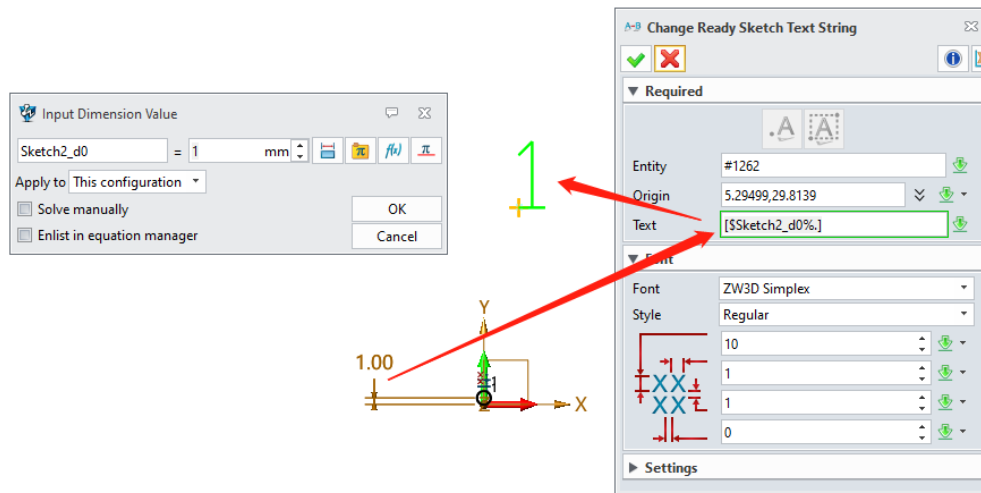 Input Dimension Value
Sketch2_d0 = 1 mm π f(x) π
Apply to This configuration
Solve manually
OK
Enlist in equation manager
Cancel
1
1.00
Y
X
A-B Change Ready Sketch Text String
Required
.A A
Entity #1262
Origin 5.29499,29.8139
Text [$Sketch2_d0%.]
Font
Font ZW3D Simplex
Style Regular
10
1
1
0
XX
XX
Settings